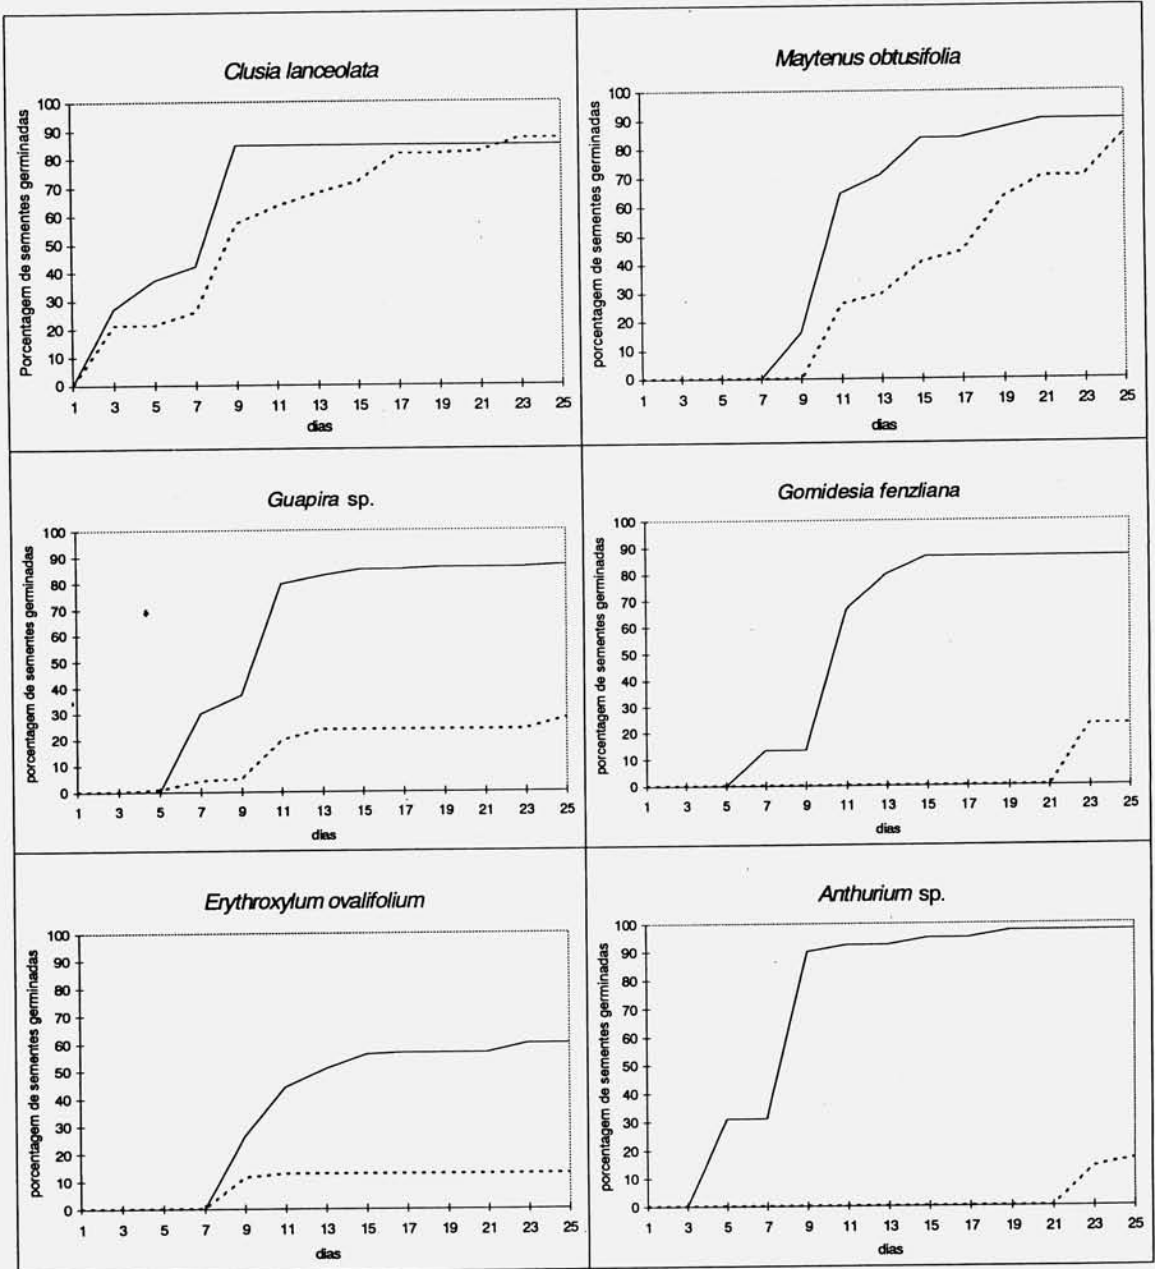 Clusia lanceolata
Porcentagem de sementes germinadas
100
90
80
70
60
50
40
30
20
10
0
1 3 5 7 9 11 13 15 17 19 21 23 25
dias
Maytenus obtusifolia
porcentagem de sementes germinadas
100
90
80
70
60
50
40
30
20
10
0
1 3 5 7 9 11 13 15 17 19 21 23 25
dias
Guapira sp.
porcentagem de sementes germinadas
100
90
80
70
60
50
40
30
20
10
0
1 3 5 7 9 11 13 15 17 19 21 23 25
dias
Gomidesia fenzliana
porcentagem de sementes germinadas
100
90
80
70
60
50
40
30
20
10
0
1 3 5 7 9 11 13 15 17 19 21 23 25
dias
Erythroxylum ovalifolium
porcentagem de sementes germinadas
100
90
80
70
60
50
40
30
20
10
0
1 3 5 7 9 11 13 15 17 19 21 23 25
dias
Anthurium sp.
porcentagem de sementes germinadas
100
90
80
70
60
50
40
30
20
10
0
1 3 5 7 9 11 13 15 17 19 21 23 25
dias